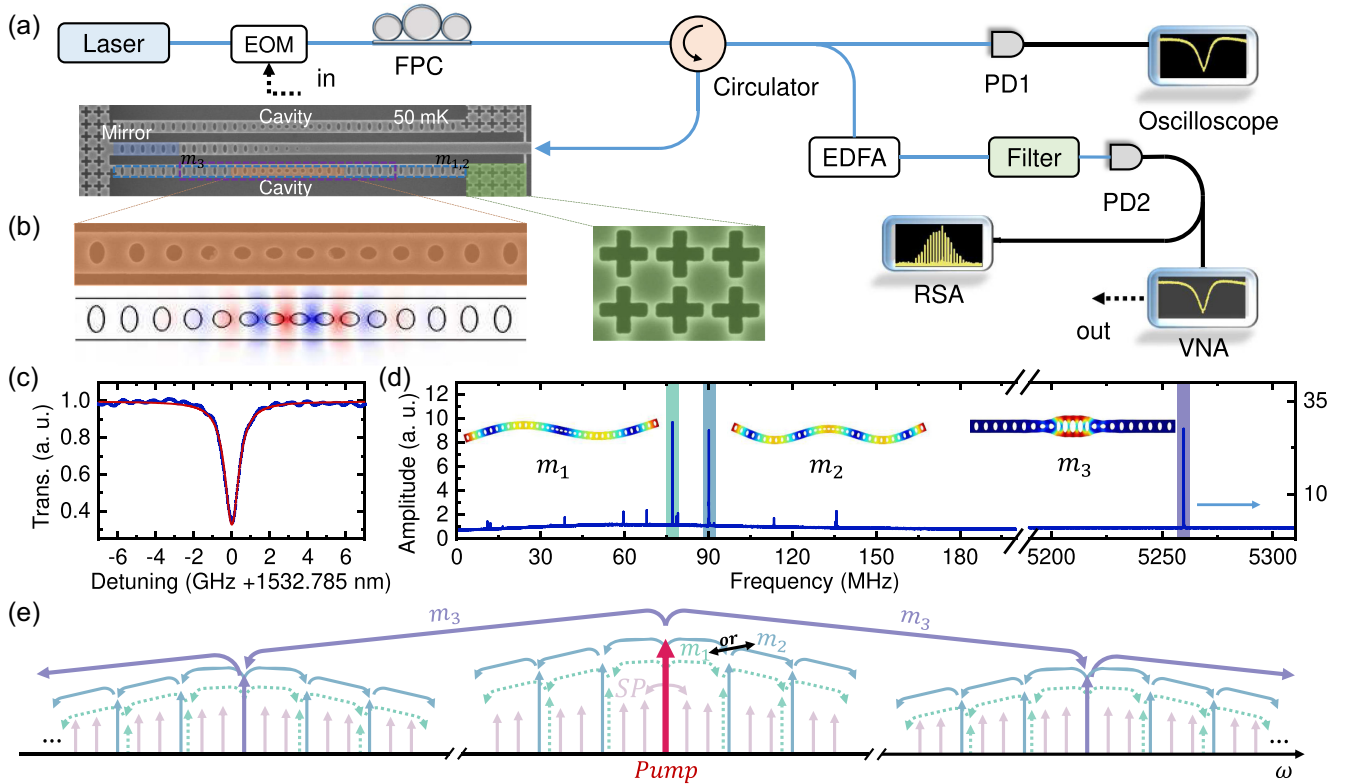 (a)
Laser
EOM
in
FPC
Circulator
PD1
Oscilloscope
EDFA
Filter
PD2
RSA
VNA
out
Cavity
50 mK
Mirror
m3
m1,2
Cavity
(b)
(c)
Trans. (a. u.)
1.0
0.8
0.6
0.4
-6 -4 -2 0 2 4 6
Detuning (GHz +1532.785 nm)
(d)
Amplitude (a. u.)
12
10
8
6
4
2
0
m1
m2
m3
35
10
0 30 60 90 120 150 180 5200 5250 5300
Frequency (MHz)
(e)
m3
m3
m1 or m2
SP
...
...
Pump
ω